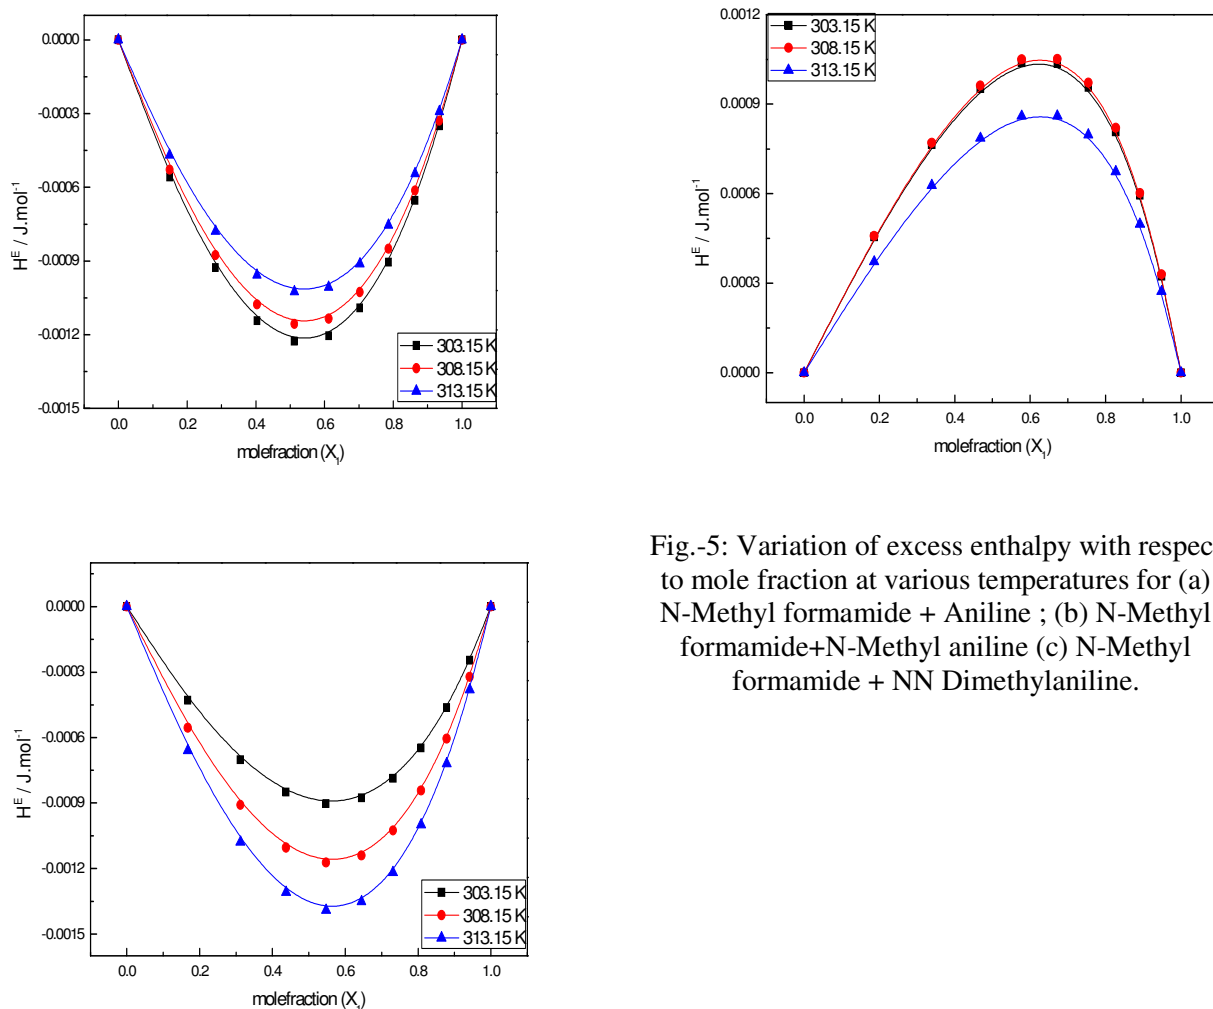 0.0000
-0.0003
-0.0006
-0.0009
-0.0012
-0.0015
H^E / J.mol^-1
303.15 K
308.15 K
313.15 K
0.0 0.2 0.4 0.6 0.8 1.0
molefraction (X_1)
0.0012
0.0009
0.0006
0.0003
0.0000
H^E / J.mol^-1
303.15 K
308.15 K
313.15 K
0.0 0.2 0.4 0.6 0.8 1.0
molefraction (X_1)
0.0000
-0.0003
-0.0006
-0.0009
-0.0012
-0.0015
H^E / J.mol^-1
303.15 K
308.15 K
313.15 K
0.0 0.2 0.4 0.6 0.8 1.0
molefraction (X_1)
Fig.-5: Variation of excess enthalpy with respec
to mole fraction at various temperatures for (a)
N-Methyl formamide + Aniline ; (b) N-Methyl
formamide+N-Methyl aniline (c) N-Methyl
formamide + NN Dimethylaniline.